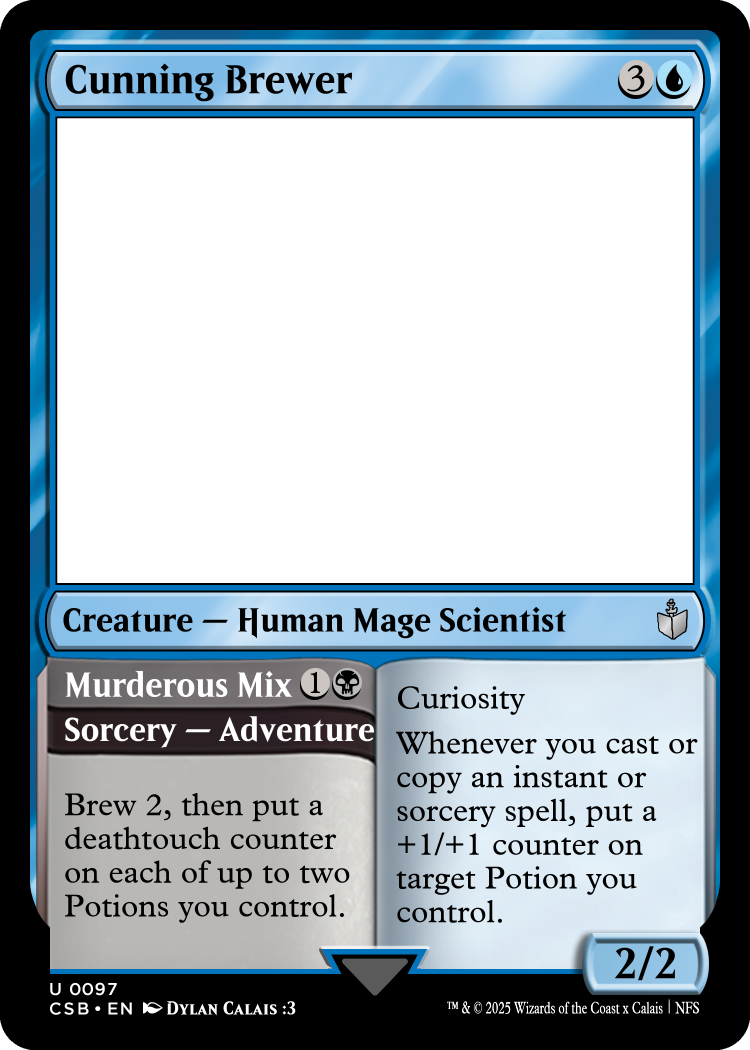 Cunning Brewer 3
Creature — Human Mage Scientist
Murderous Mix 1
Sorcery — Adventure
Brew 2, then put a
deathtouch counter
on each of up to two
Potions you control.
Curiosity
Whenever you cast or
copy an instant or
sorcery spell, put a
+1/+1 counter on
target Potion you
control.
2/2
U 0097
CSB • EN Dylan Calais :3
™ & © 2025 Wizards of the Coast x Calais | NFS